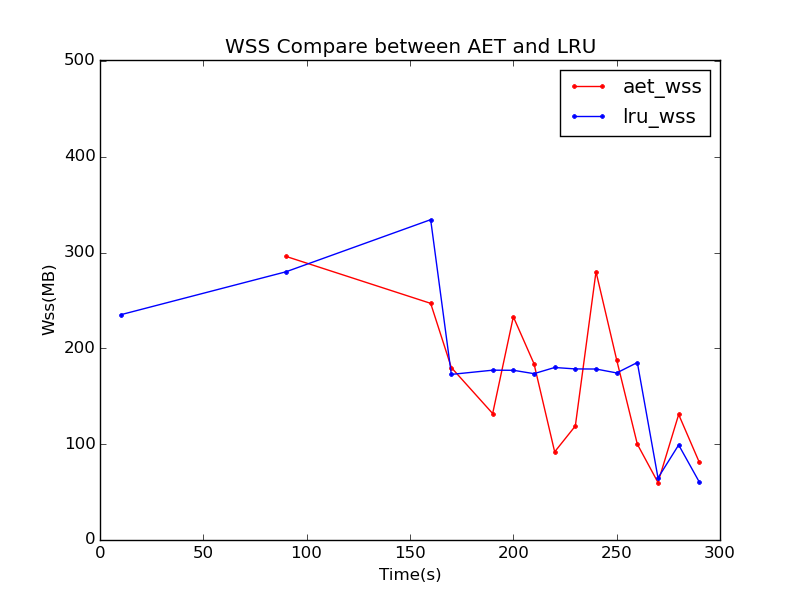 WSS Compare between AET and LRU
aet_wss
lru_wss
Wss(MB)
500
400
300
200
100
0
0 50 100 150 200 250 300
Time(s)